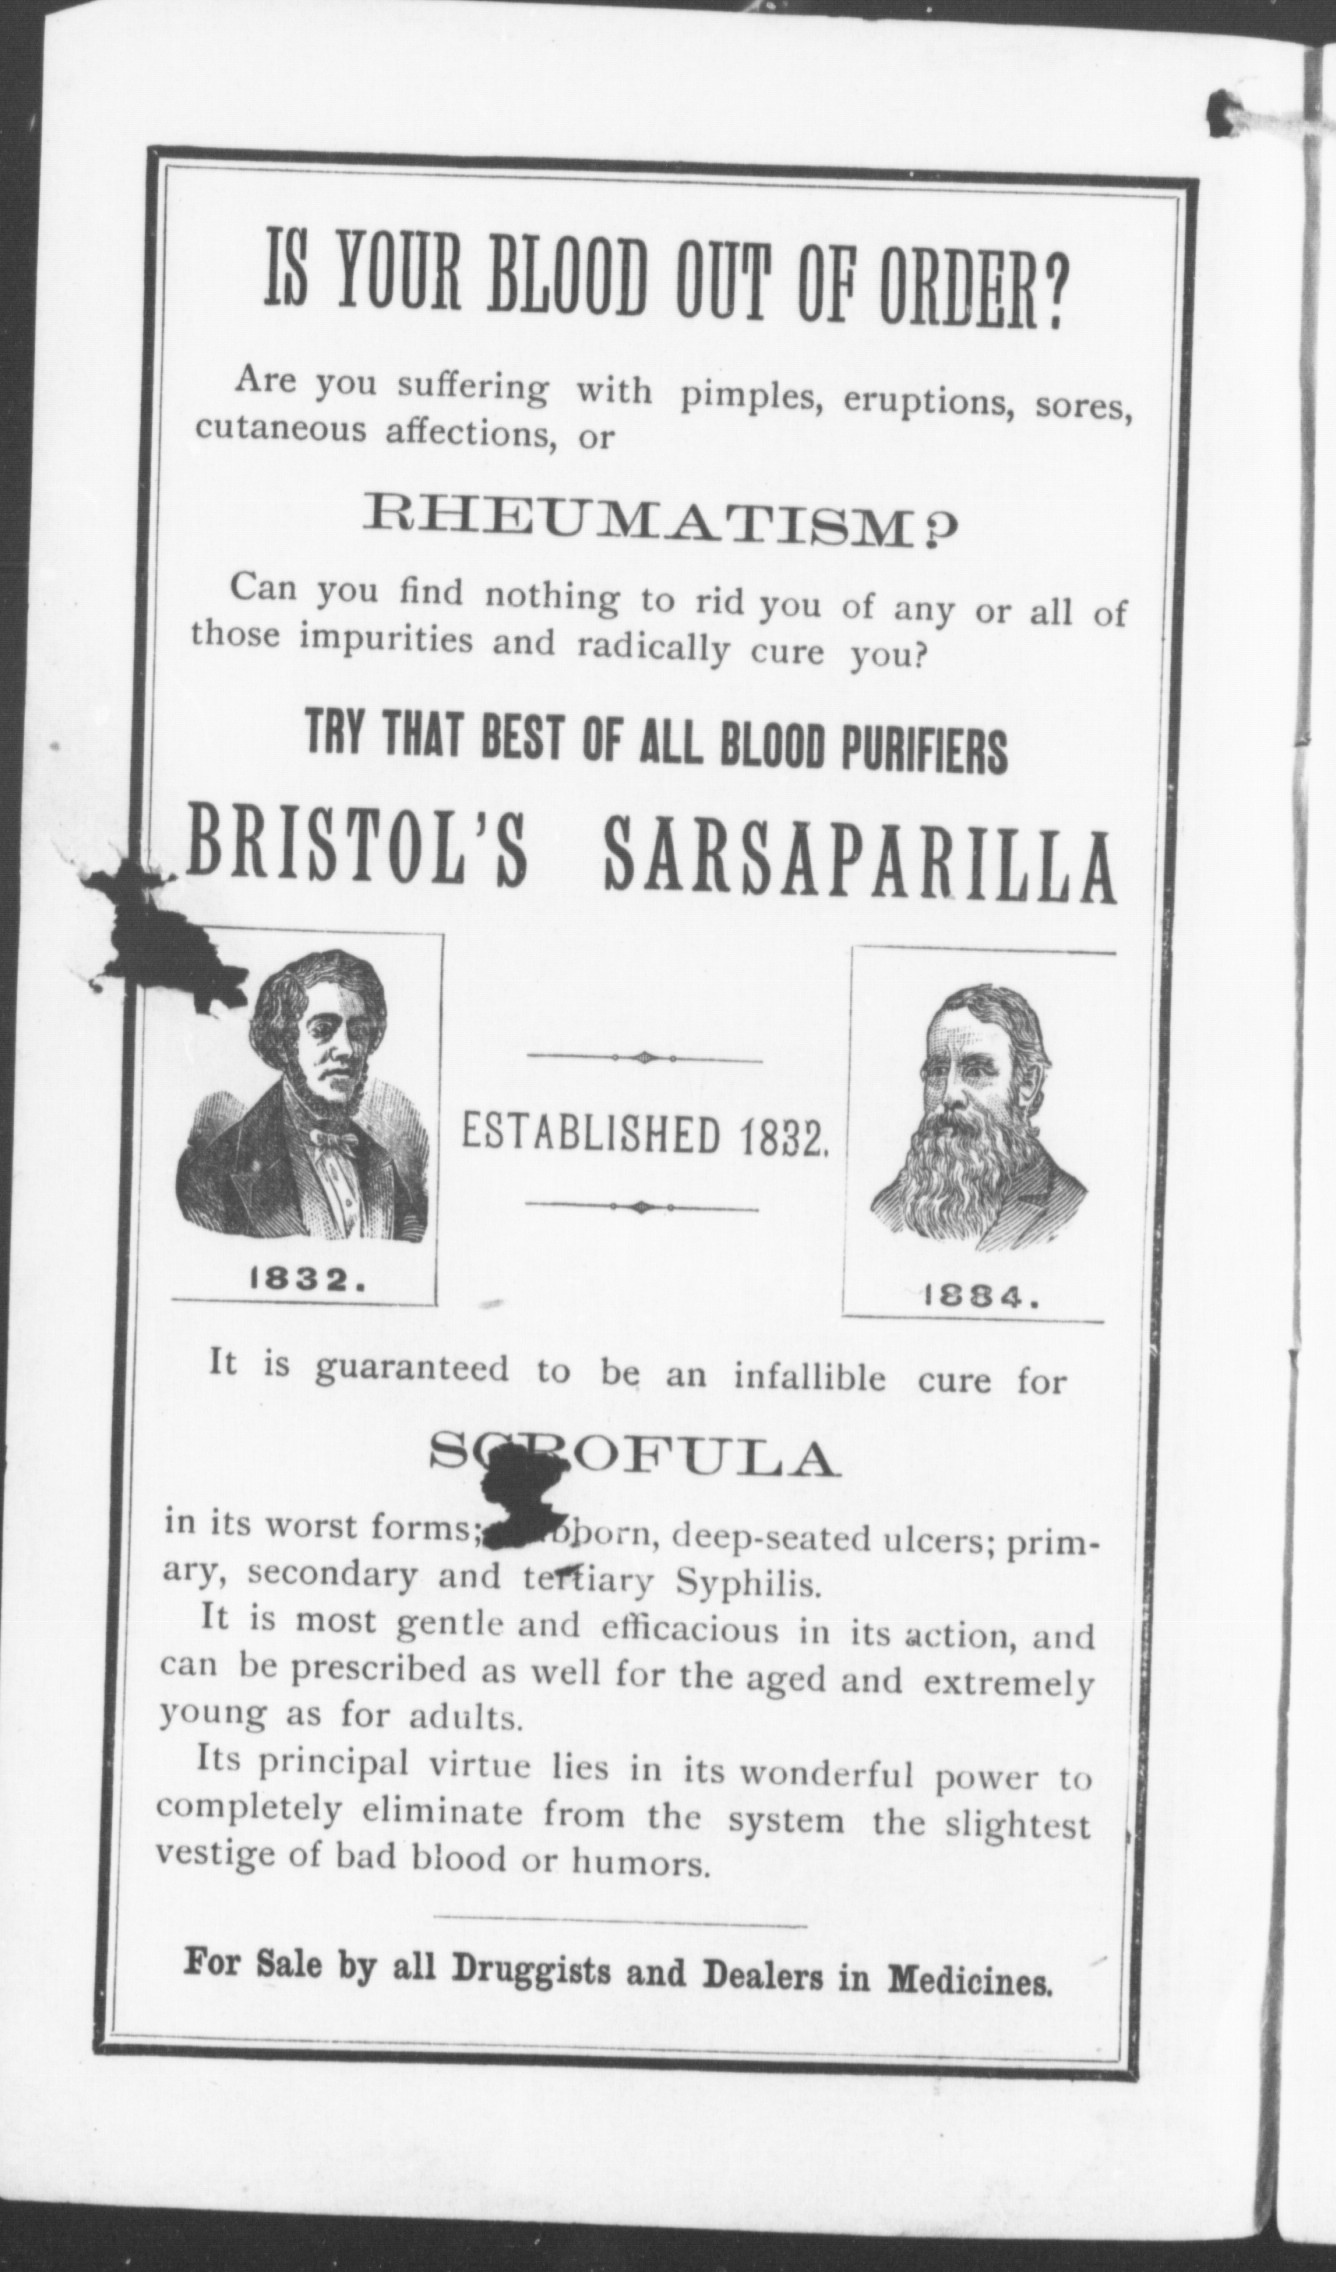 IS YOUR BLOOD OUT OF ORDER?
Are you suffering with pimples, eruptions, sores,
cutaneous affections, or
RHEUMATISM?
Can you find nothing to rid you of any or all of
those impurities and radically cure you?
TRY THAT BEST OF ALL BLOOD PURIFIERS
BRISTOL'S SARSAPARILLA
ESTABLISHED 1832.
1832.
1884.
It is guaranteed to be an infallible cure for
SCROFULA
in its worst forms; deep-seated ulcers; prim-
ary, secondary and tertiary Syphilis.
It is most gentle and efficacious in its action, and
can be prescribed as well for the aged and extremely
young as for adults.
Its principal virtue lies in its wonderful power to
completely eliminate from the system the slightest
vestige of bad blood or humors.
For Sale by all Druggists and Dealers in Medicines.